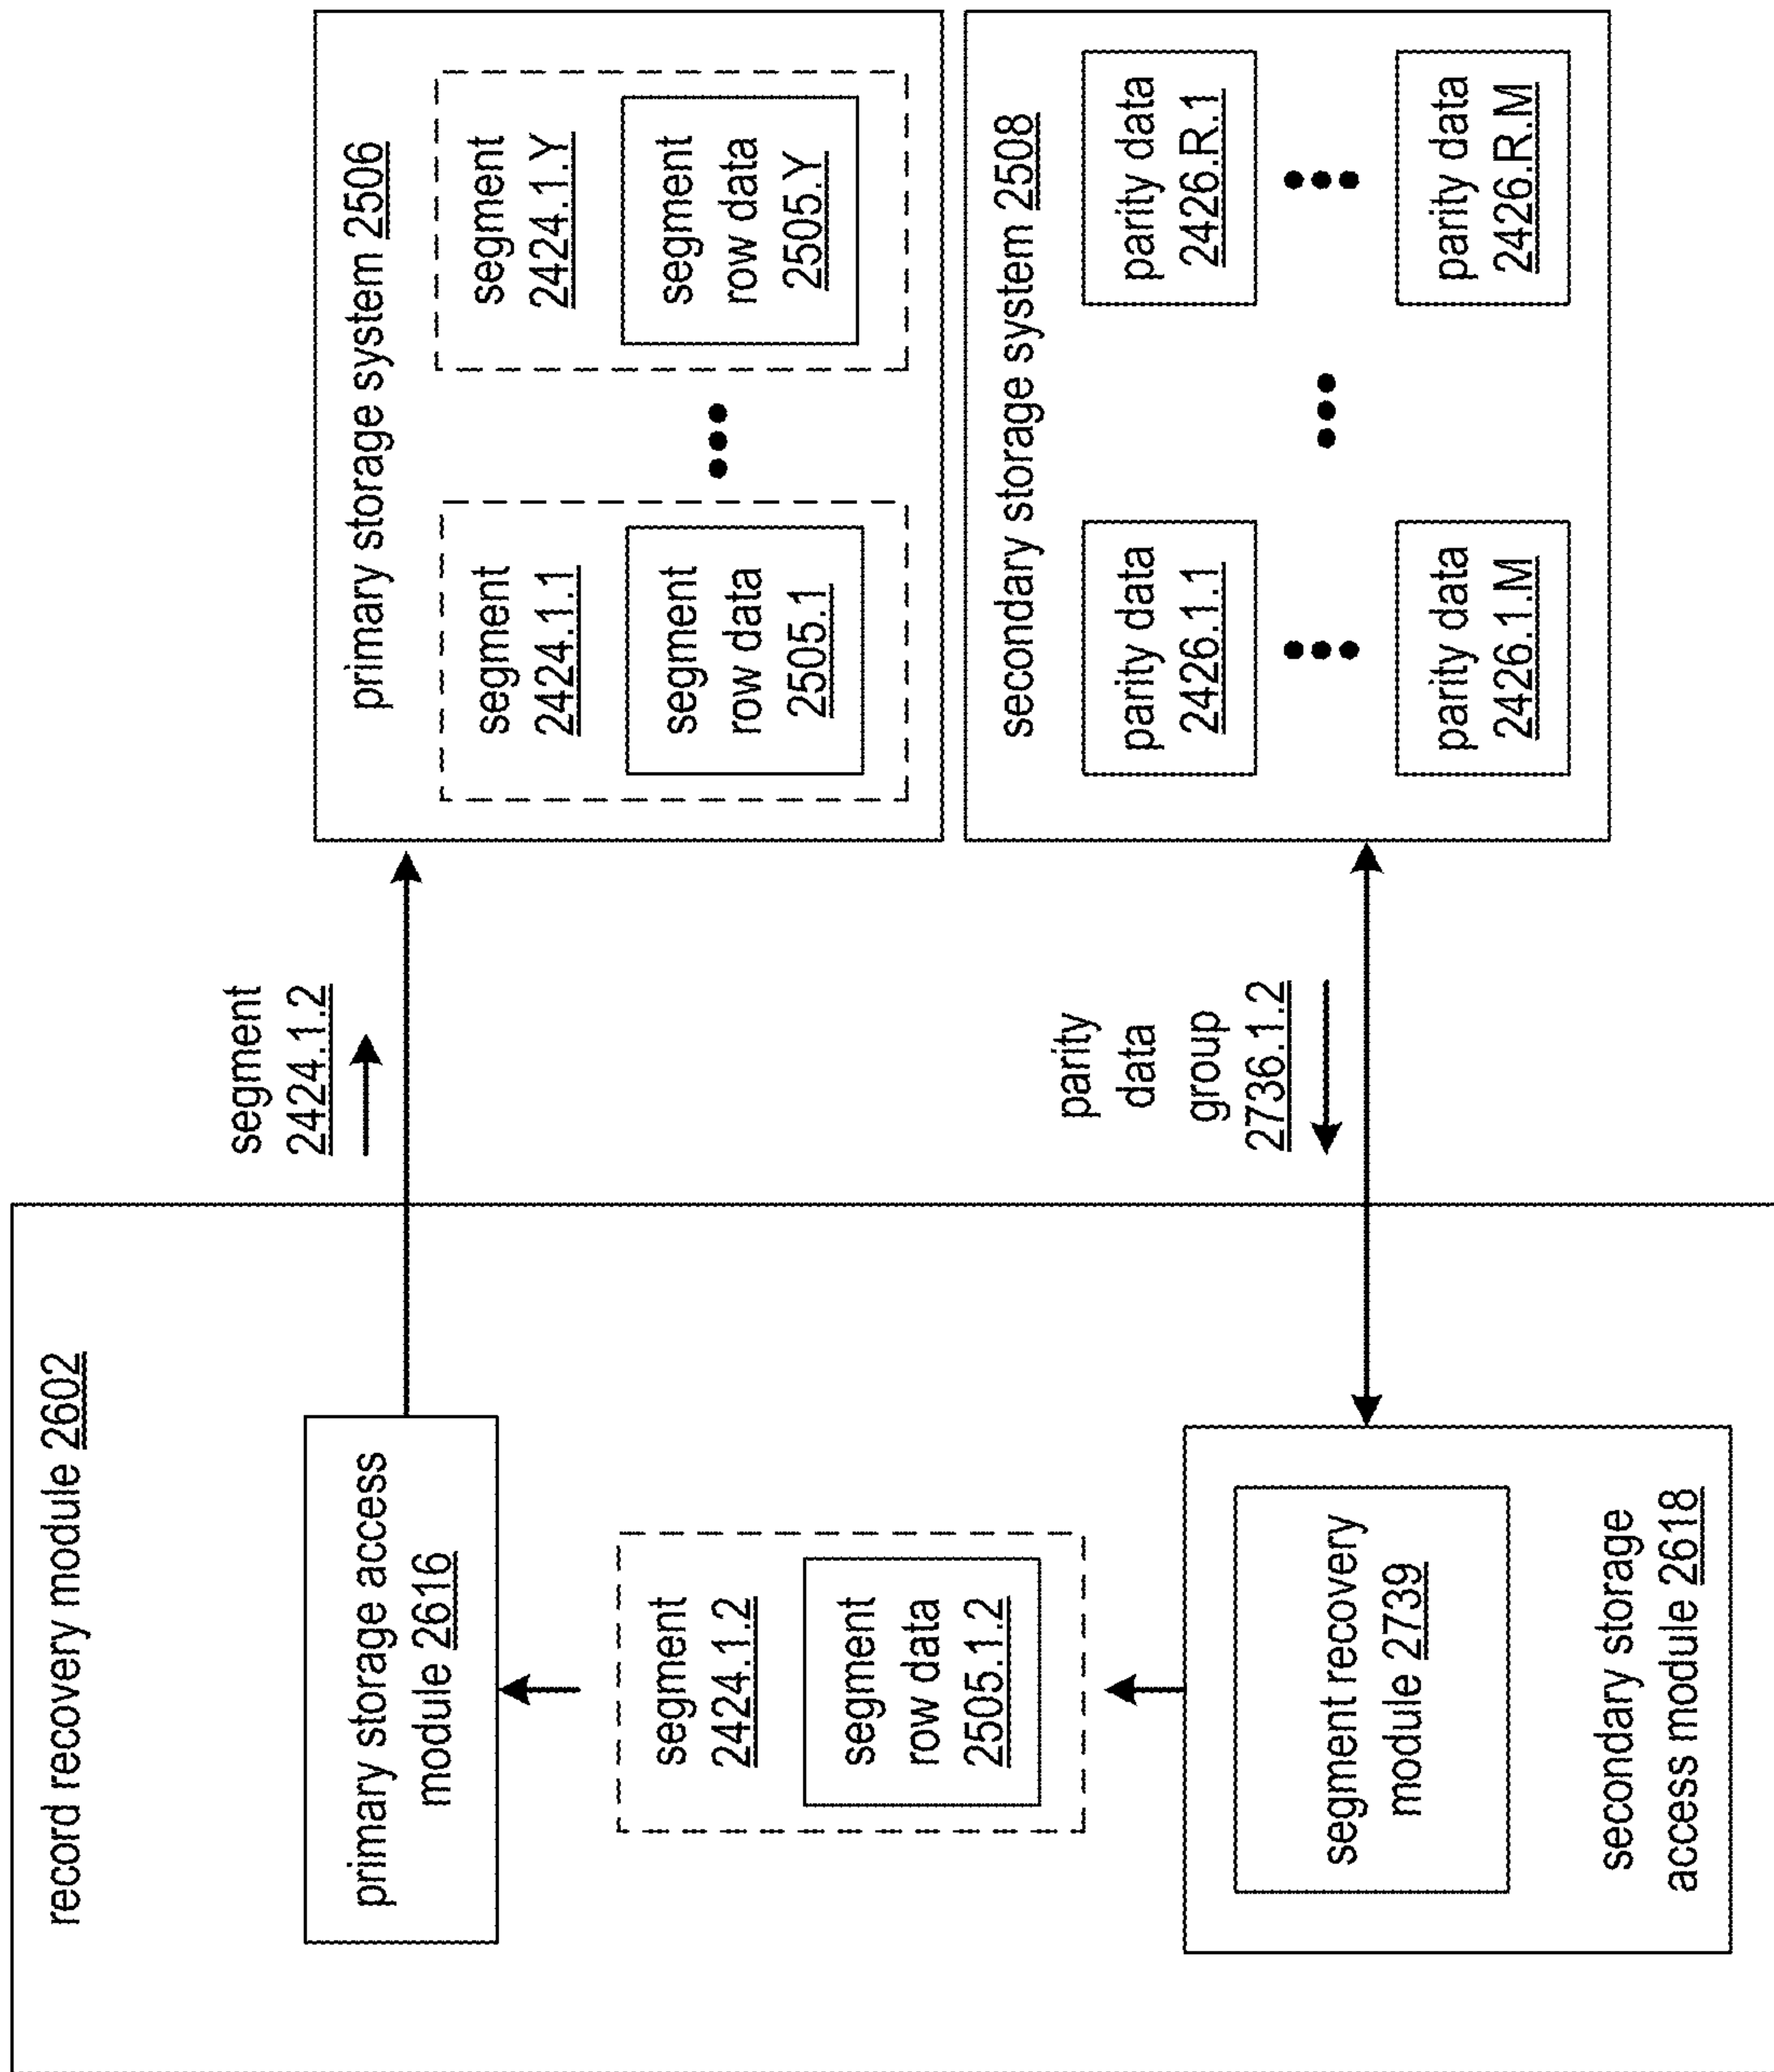 record recovery module 2602
primary storage access
module 2616
segment
2424.1.2
segment
row data
2505.1.2
segment recovery
module 2739
secondary storage
access module 2618
segment
2424.1.2
parity
data
group
2736.1.2
primary storage system 2506
segment
2424.1.1
segment
row data
2505.1
segment
2424.1.Y
segment
row data
2505.Y
secondary storage system 2508
parity data
2426.1.1
parity data
2426.R.1
parity data
2426.1.M
parity data
2426.R.M